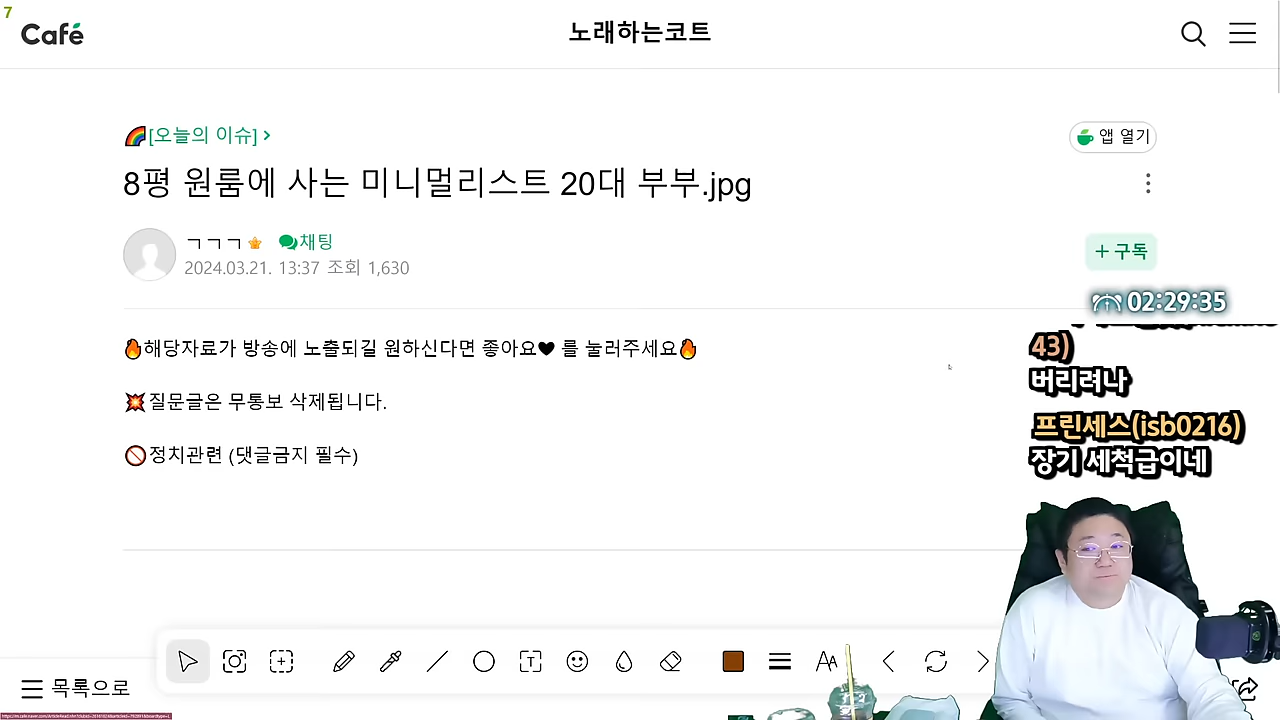 7
Café
노래하는코트
🌈[오늘의 이슈] >
앱 열기
8평 원룸에 사는 미니멀리스트 20대 부부.jpg
ㄱㄱㄱ 채팅
2024.03.21. 13:37 조회 1,630
+ 구독
02:29:35
🔥해당자료가 방송에 노출되길 원하신다면 좋아요🖤 를 눌러주세요🔥
43)
버리려나
💥질문글은 무통보 삭제됩니다.
프린세스(isb0216)
장기 세척급이네
🚫정치관련 (댓글금지 필수)
목록으로